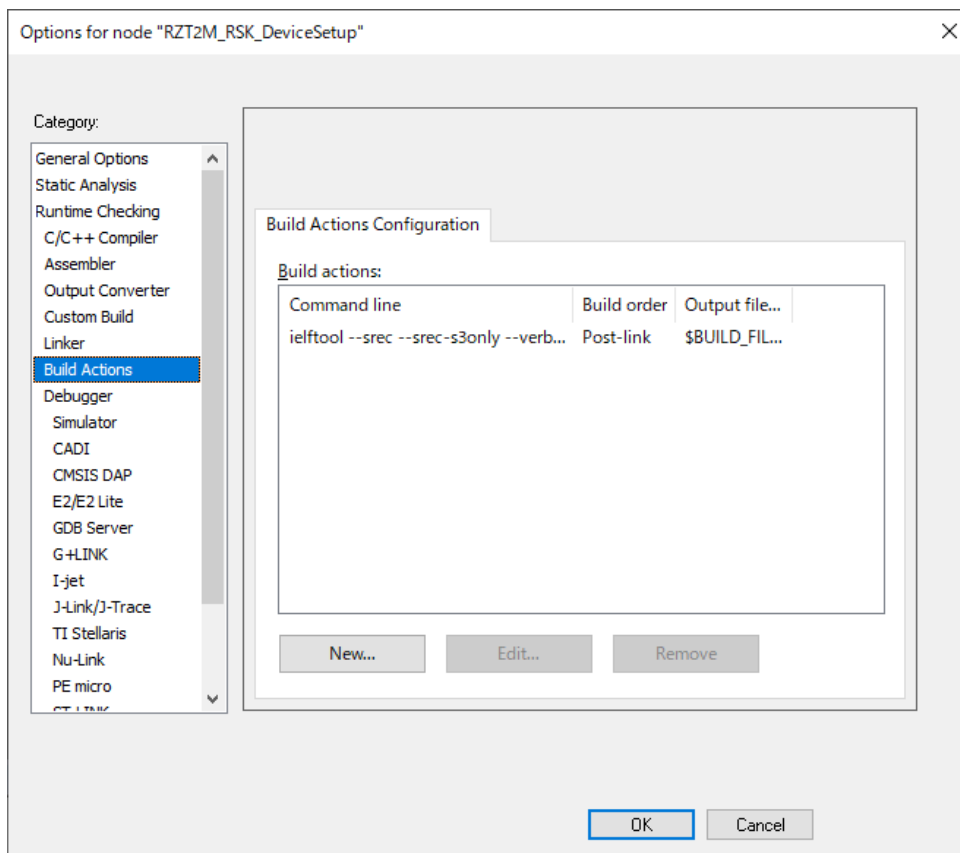 Options for node "RZT2M_RSK_DeviceSetup"
Category:
General Options
Static Analysis
Runtime Checking
C/C++ Compiler
Assembler
Output Converter
Custom Build
Linker
Build Actions
Debugger
Simulator
CADI
CMSIS DAP
E2/E2 Lite
GDB Server
G+LINK
I-jet
J-Link/J-Trace
TI Stellaris
Nu-Link
PE micro
ST-LINK
Build Actions Configuration
Build actions:
Command line Build order Output file...
ielftool --srec --srec-s3only --verb... Post-link $BUILD_FIL...
New... Edit... Remove
OK Cancel